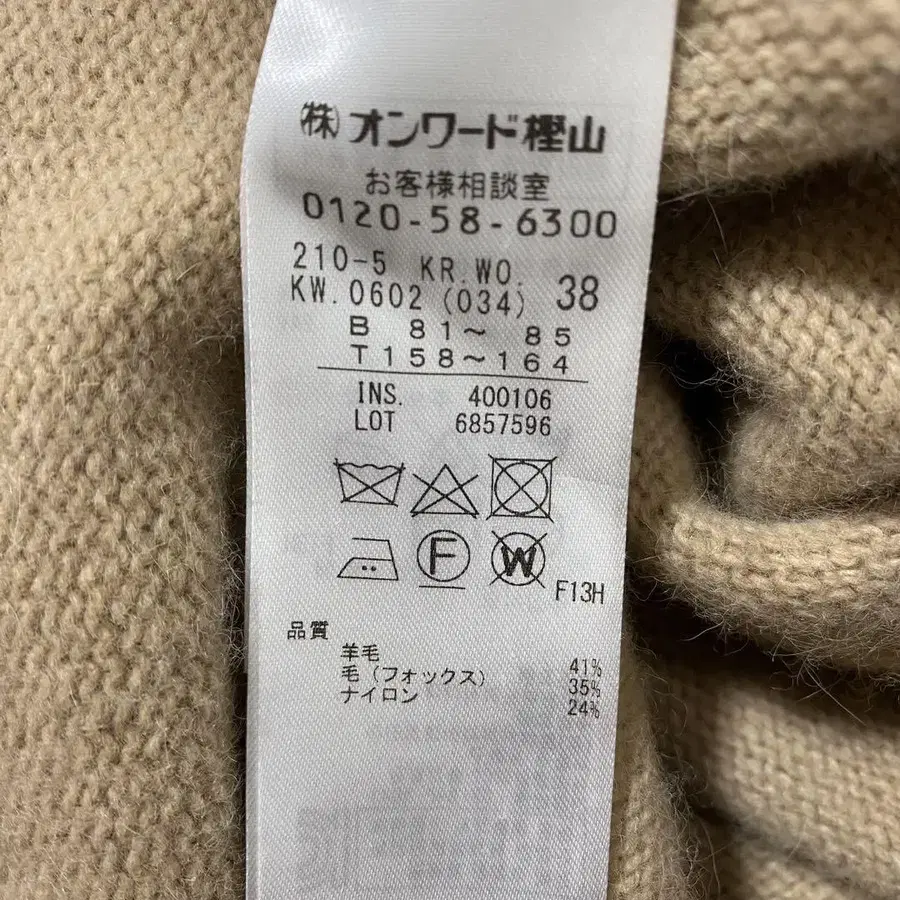 ㈱オンワード樫山
お客様相談室
0120-58-6300
210-5 KR.WO.
KW.0602(034) 38
B 81~ 85
T158~164
INS. 400106
LOT 6857596
F W
F13H
品質
羊毛 41%
毛(フォックス) 35%
ナイロン 24%